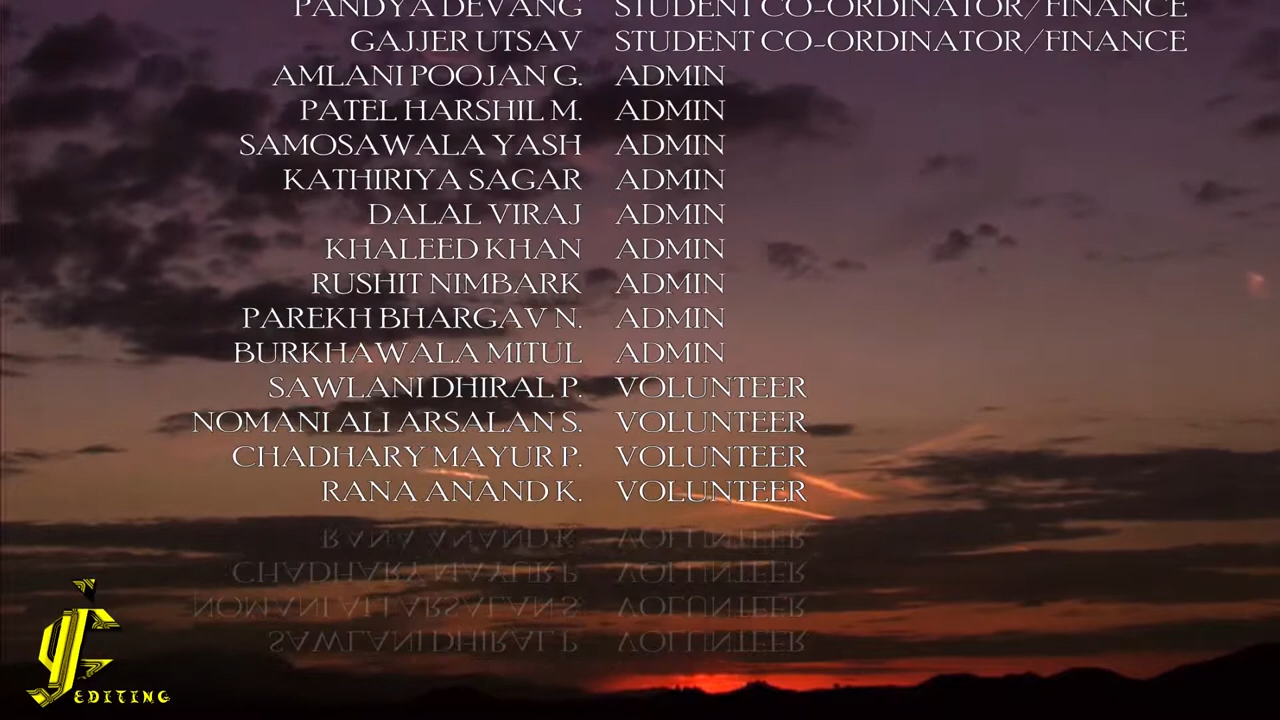 PANDYA DEVANG STUDENT CO-ORDINATOR/FINANCE
GAJJER UTSAV STUDENT CO-ORDINATOR/FINANCE
AMLANI POOJAN G. ADMIN
PATEL HARSHIL M. ADMIN
SAMOSAWALA YASH ADMIN
KATHIRIYA SAGAR ADMIN
DALAL VIRAJ ADMIN
KHALEED KHAN ADMIN
RUSHIT NIMBARK ADMIN
PAREKH BHARGAV N. ADMIN
BURKHAWALA MITUL ADMIN
SAWLANI DHIRAL P. VOLUNTEER
NOMANI ALI ARSALAN S. VOLUNTEER
CHADHARY MAYUR P. VOLUNTEER
RANA ANAND K. VOLUNTEER
EDITING